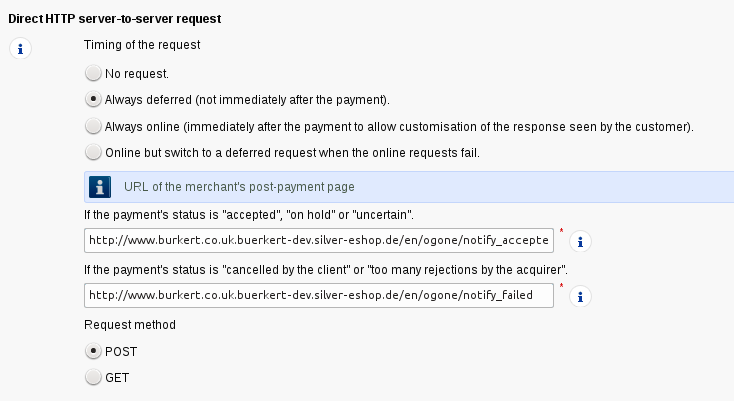 Direct HTTP server-to-server request
Timing of the request
No request.
Always deferred (not immediately after the payment).
Always online (immediately after the payment to allow customisation of the response seen by the customer).
Online but switch to a deferred request when the online requests fail.
URL of the merchant's post-payment page
If the payment's status is "accepted", "on hold" or "uncertain".
http://www.burkert.co.uk.buerkert-dev.silver-eshop.de/en/ogone/notify_accepte *
If the payment's status is "cancelled by the client" or "too many rejections by the acquirer".
http://www.burkert.co.uk.buerkert-dev.silver-eshop.de/en/ogone/notify_failed *
Request method
POST
GET